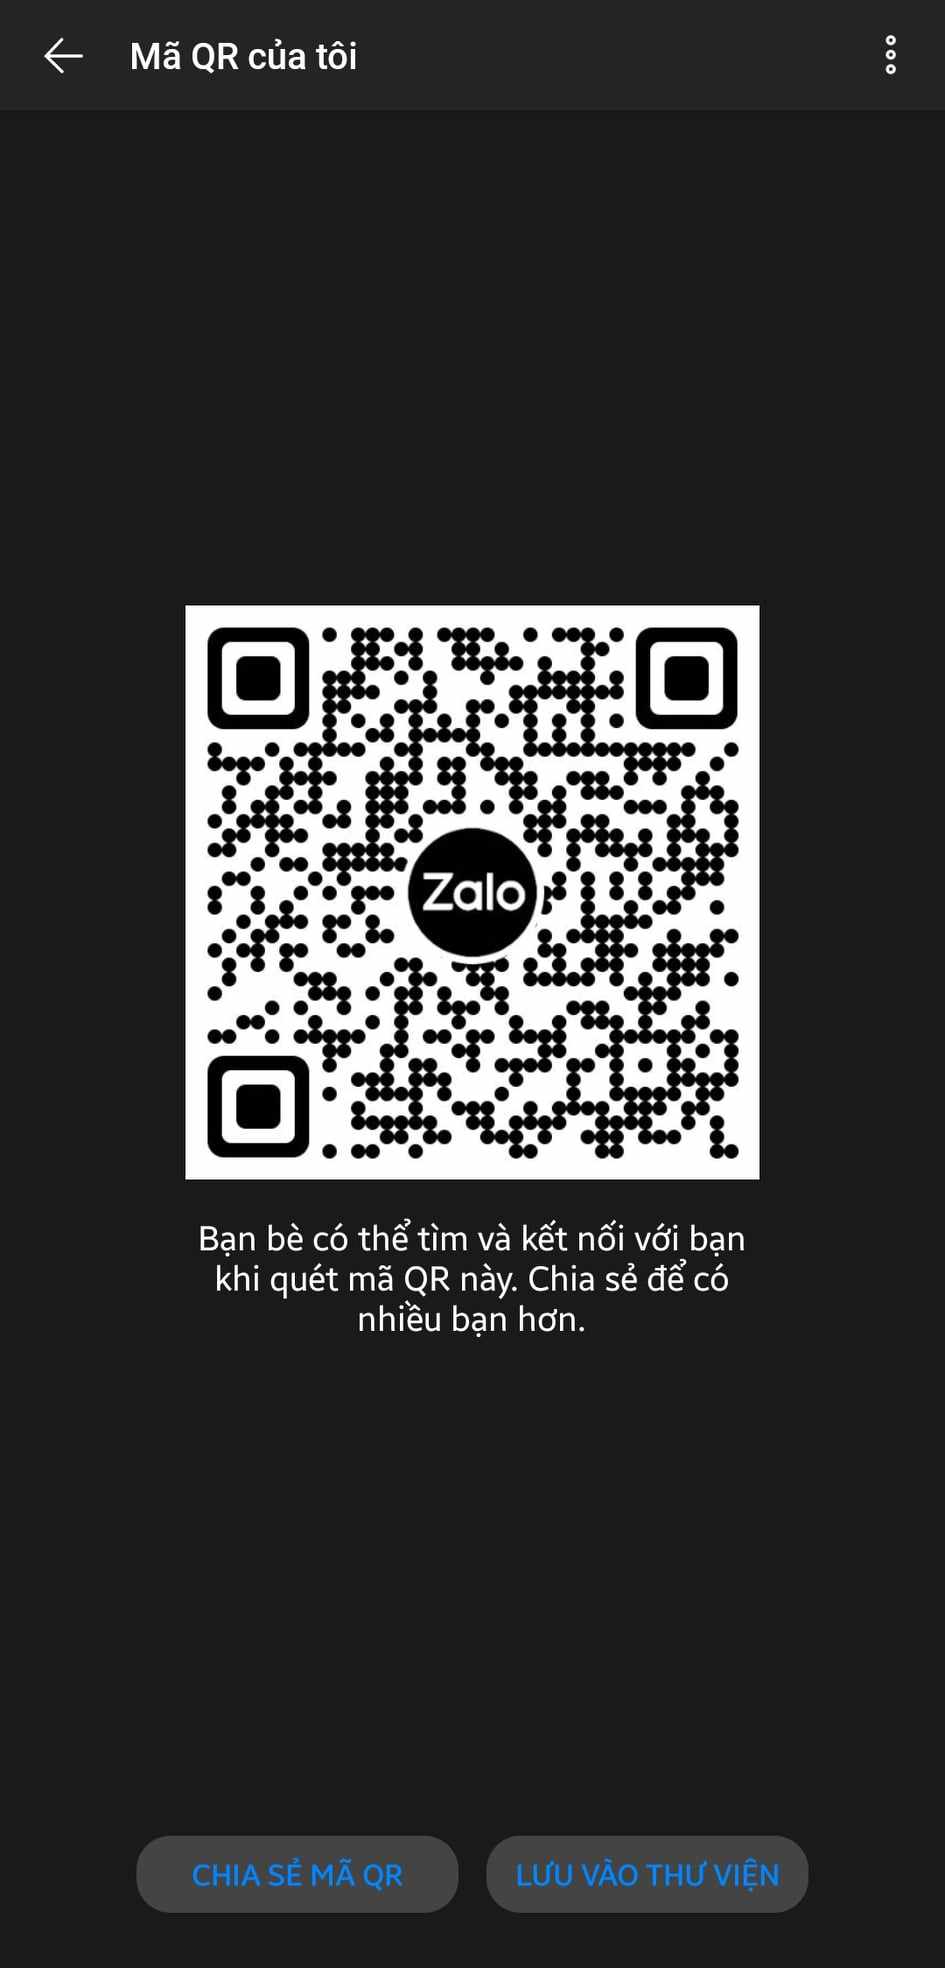 Mã QR của tôi
Zalo
Bạn bè có thể tìm và kết nối với bạn
khi quét mã QR này. Chia sẻ để có
nhiều bạn hơn.
CHIA SẺ MÃ QR
LƯU VÀO THƯ VIỆN